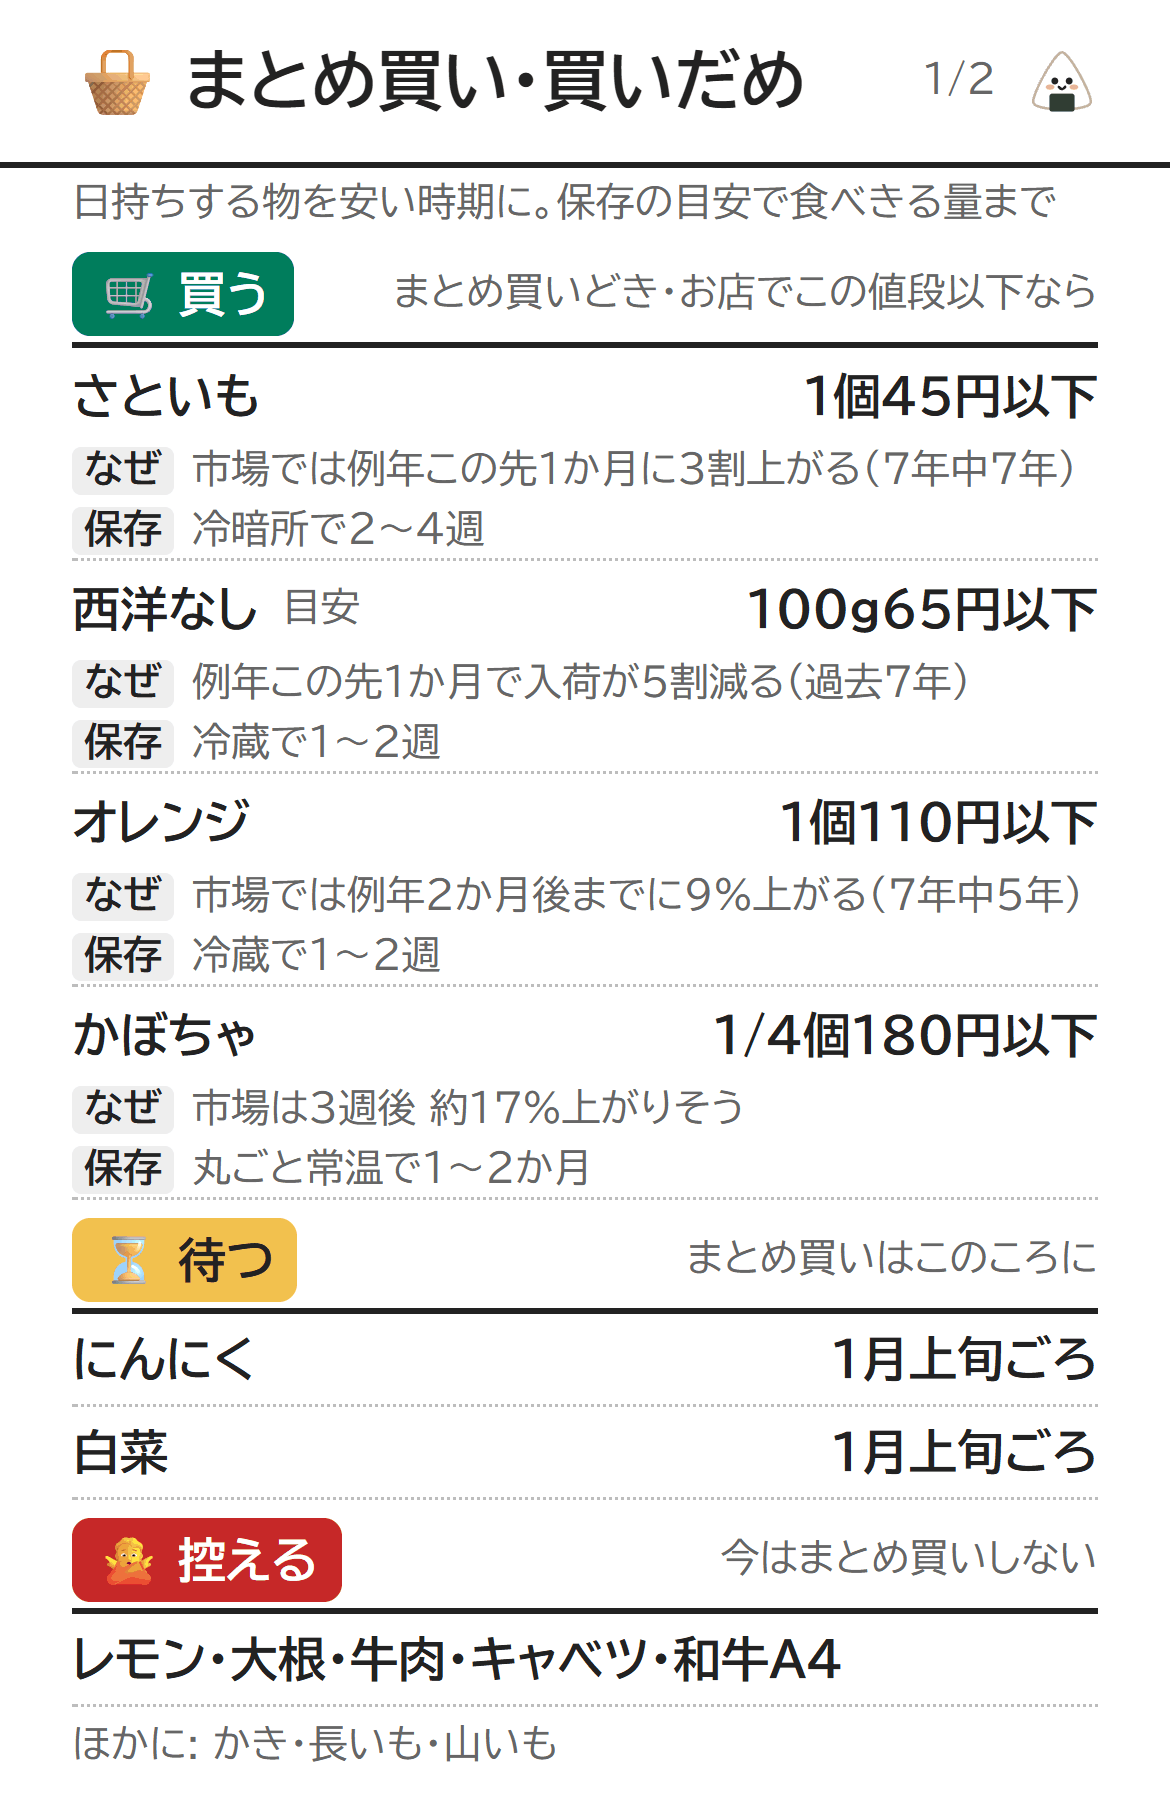 まとめ買い・買いだめ 1/2
日持ちする物を安い時期に。保存の目安で食べきる量まで
買う まとめ買いどき・お店でこの値段以下なら
さといも 1個45円以下
なぜ 市場では例年この先1か月に3割上がる(7年中7年)
保存 冷暗所で2〜4週
西洋なし 目安 100g65円以下
なぜ 例年この先1か月で入荷が5割減る(過去7年)
保存 冷蔵で1〜2週
オレンジ 1個110円以下
なぜ 市場では例年2か月後までに9%上がる(7年中5年)
保存 冷蔵で1〜2週
かぼちゃ 1/4個180円以下
なぜ 市場は3週後 約17%上がりそう
保存 丸ごと常温で1〜2か月
待つ まとめ買いはこのころに
にんにく 1月上旬ごろ
白菜 1月上旬ごろ
控える 今はまとめ買いしない
レモン・大根・牛肉・キャベツ・和牛A4
ほかに: かき・長いも・山いも